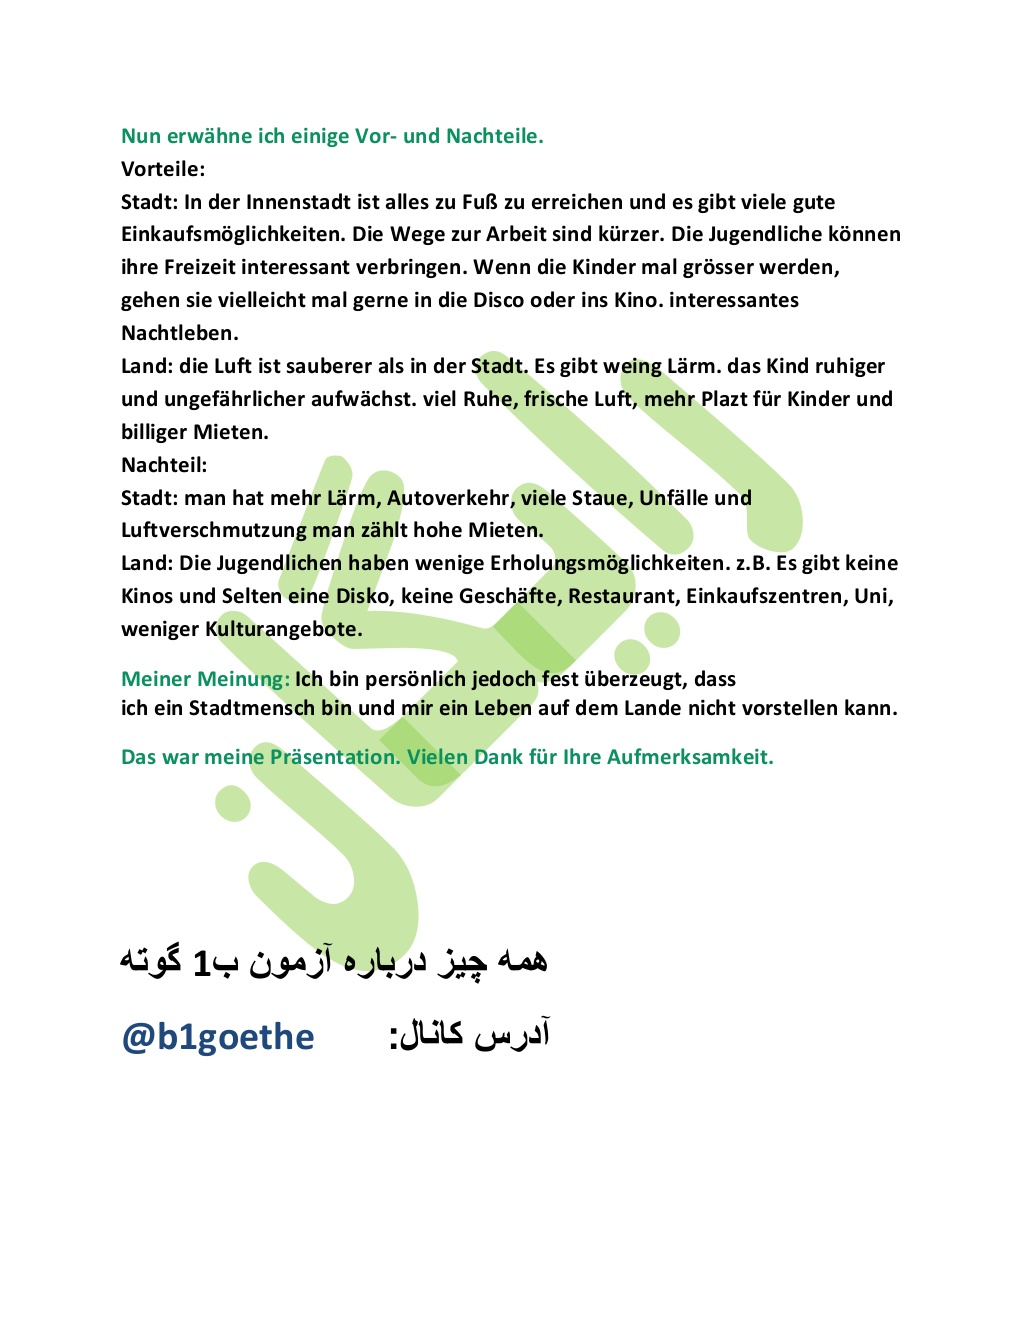 Nun erwähne ich einige Vor- und Nachteile.
Vorteile:
Stadt: In der Innenstadt ist alles zu Fuß zu erreichen und es gibt viele gute
Einkaufsmöglichkeiten. Die Wege zur Arbeit sind kürzer. Die Jugendliche können
ihre Freizeit interessant verbringen. Wenn die Kinder mal grösser werden,
gehen sie vielleicht mal gerne in die Disco oder ins Kino. interessantes
Nachtleben.
Land: die Luft ist sauberer als in der Stadt. Es gibt weing Lärm. das Kind ruhiger
und ungefährlicher aufwächst. viel Ruhe, frische Luft, mehr Plazt für Kinder und
billiger Mieten.
Nachteil:
Stadt: man hat mehr Lärm, Autoverkehr, viele Staue, Unfälle und
Luftverschmutzung man zählt hohe Mieten.
Land: Die Jugendlichen haben wenige Erholungsmöglichkeiten. z.B. Es gibt keine
Kinos und Selten eine Disko, keine Geschäfte, Restaurant, Einkaufszentren, Uni,
weniger Kulturangebote.
Meiner Meinung: Ich bin persönlich jedoch fest überzeugt, dass
ich ein Stadtmensch bin und mir ein Leben auf dem Lande nicht vorstellen kann.
Das war meine Präsentation. Vielen Dank für Ihre Aufmerksamkeit.
رایگان
همه چیز درباره آزمون ب1 گوته
آدرس کانال: @b1goethe